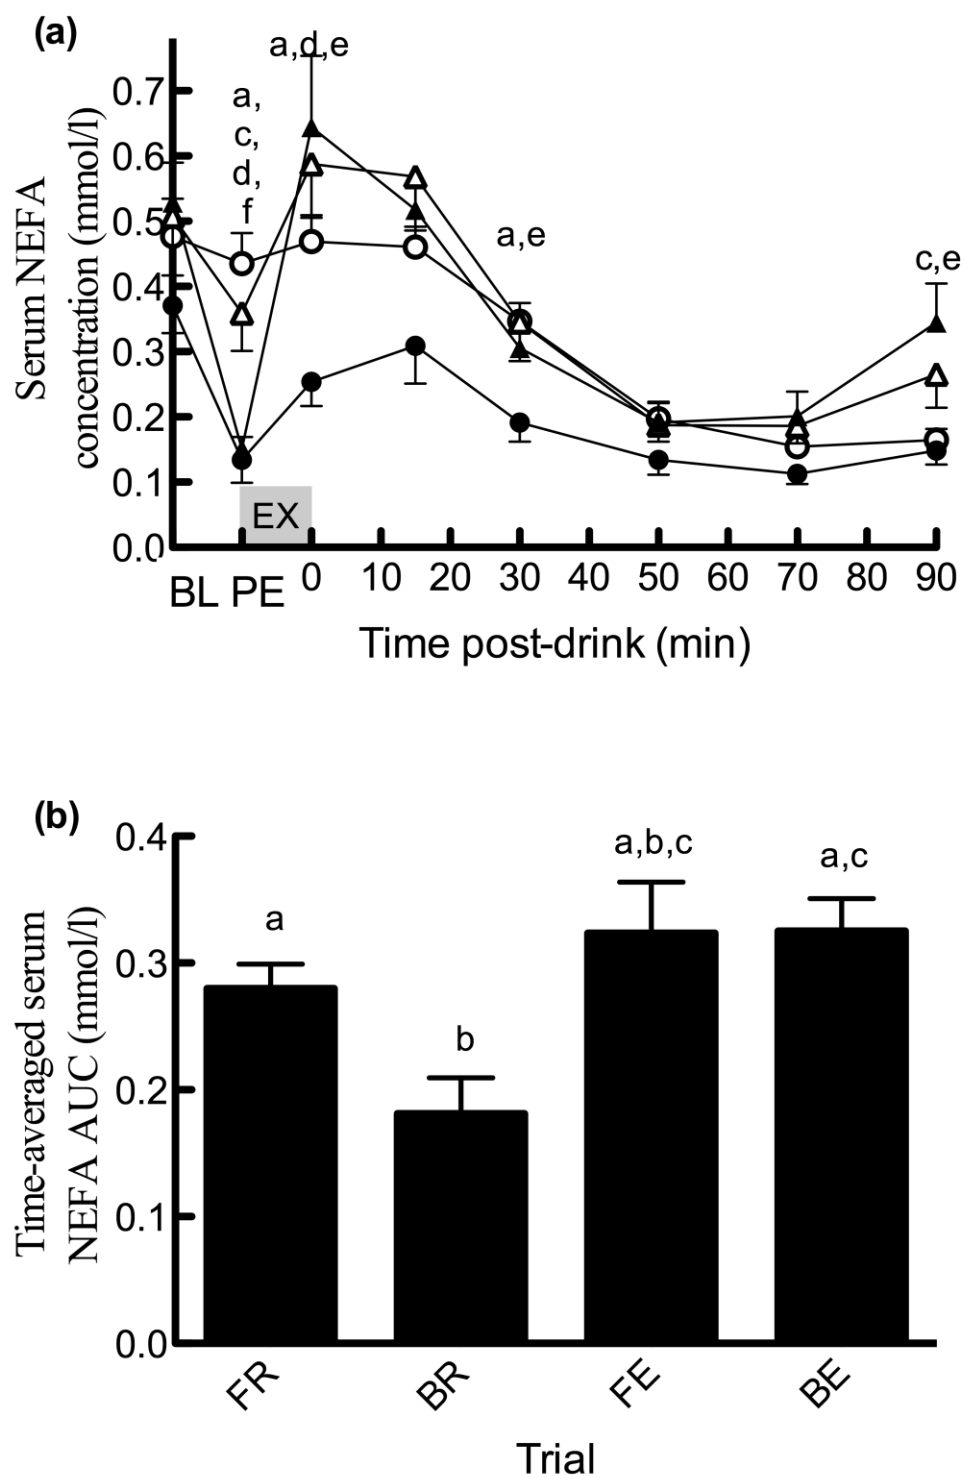 (a)
Serum NEFA
concentration (mmol/l)
0.7
0.6
0.5
0.4
0.3
0.2
0.1
0.0
a,
c,
d,
f
a,d,e
a,e
c,e
EX
BL PE 0 10 20 30 40 50 60 70 80 90
Time post-drink (min)
(b)
Time-averaged serum
NEFA AUC (mmol/l)
0.4
0.3
0.2
0.1
0.0
a
b
a,b,c
a,c
FR
BR
FE
BE
Trial